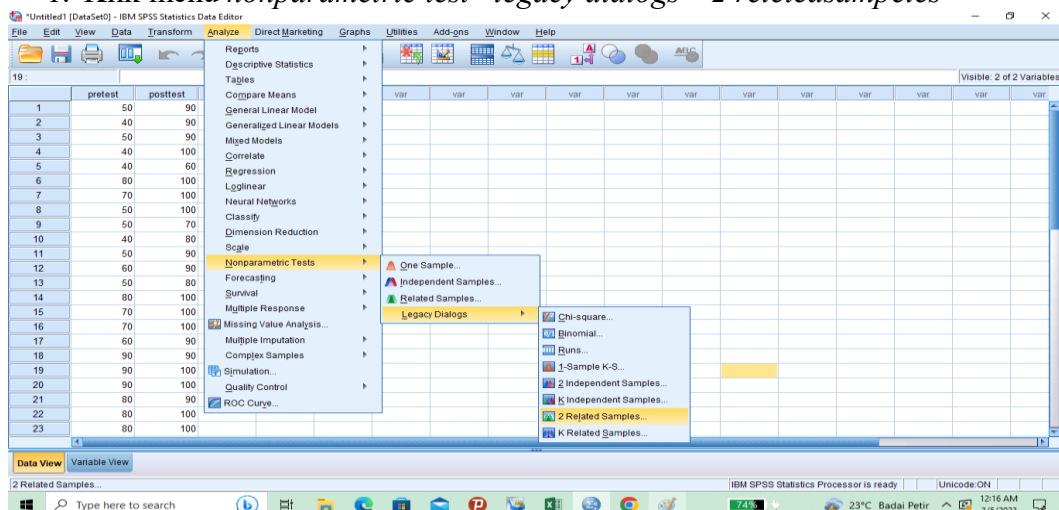 1. Klik menu nonparametric test - legacy dialogs – 2 releteasampeles
*Untitled1 [DataSet0] - IBM SPSS Statistics Data Editor
File Edit View Data Transform Analyze Direct Marketing Graphs Utilities Add-ons Window Help
19 :
Visible: 2 of 2 Variables
pretest posttest var var var var var var var var var var
1 50 90
2 40 90
3 50 90
4 40 100
5 40 60
6 80 100
7 70 100
8 50 100
9 50 70
10 40 80
11 50 90
12 60 90
13 50 80
14 80 100
15 70 100
16 70 100
17 60 90
18 90 90
19 90 100
20 90 100
21 80 90
22 80 100
23 80 100
Reports
Descriptive Statistics
Tables
Compare Means
General Linear Model
Generalized Linear Models
Mixed Models
Correlate
Regression
Loglinear
Neural Networks
Classify
Dimension Reduction
Scale
Nonparametric Tests
Forecasting
Survival
Multiple Response
Missing Value Analysis...
Multiple Imputation
Complex Samples
Simulation...
Quality Control
ROC Curve...
One Sample...
Independent Samples...
Related Samples...
Legacy Dialogs
Chi-square...
Binomial...
Runs...
1-Sample K-S...
2 Independent Samples...
K Independent Samples...
2 Related Samples...
K Related Samples...
Data View Variable View
2 Related Samples...
IBM SPSS Statistics Processor is ready Unicode:ON
Type here to search
74%
23°C Badai Petir
12:16 AM